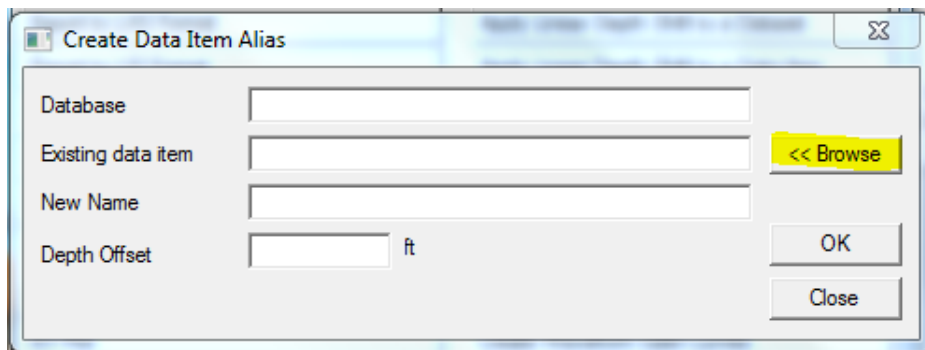 Create Data Item Alias
Database
Existing data item
<< Browse
New Name
Depth Offset
ft
OK
Close